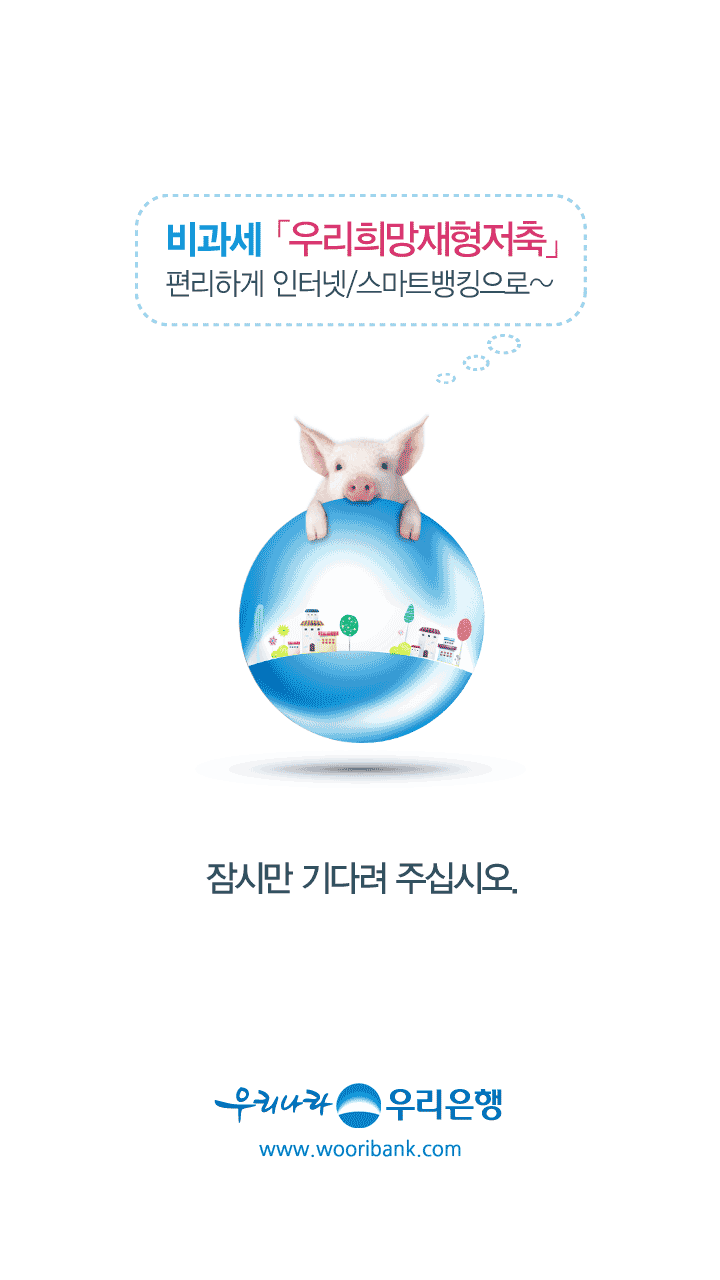 비과세 「우리희망재형저축」
편리하게 인터넷/스마트뱅킹으로~
잠시만 기다려 주십시오.
우리나라 우리은행
www.wooribank.com